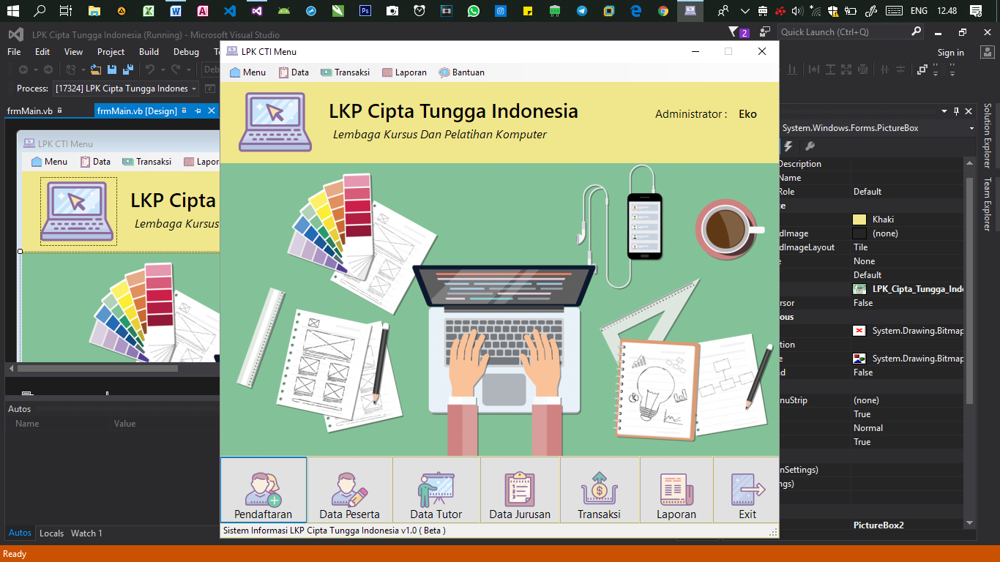 ENG 12.48
LPK Cipta Tungga Indonesia (Running) - Microsoft Visual Studio
2
Quick Launch (Ctrl+Q)
File Edit View Project Build Debug
Sign in
Process: [17324] LPK Cipta Tungga Indones
frmMain.vb
frmMain.vb [Design]
LPK CTI Menu
Menu Data Transaksi Lapor
LKP Cipta
Lembaga Kursus
Autos
Name Value
Autos Locals Watch 1
Ready
LPK CTI Menu
Menu Data Transaksi Laporan Bantuan
LKP Cipta Tungga Indonesia
Lembaga Kursus Dan Pelatihan Komputer
Administrator : Eko
Pendaftaran
Data Peserta
Data Tutor
Data Jurusan
Transaksi
Laporan
Exit
Sistem Informasi LKP Cipta Tungga Indonesia v1.0 ( Beta )
System.Windows.Forms.PictureBox
Description
Name
Role Default
Khaki
dImage (none)
dImageLayout Tile
None
Default
LPK_Cipta_Tungga_Ind
rsor False
ous
System.Drawing.Bitmap
tion
System.Drawing.Bitmap
d False
nuStrip (none)
True
Normal
True
nSettings)
gs)
PictureBox2
Solution Explorer
Team Explorer